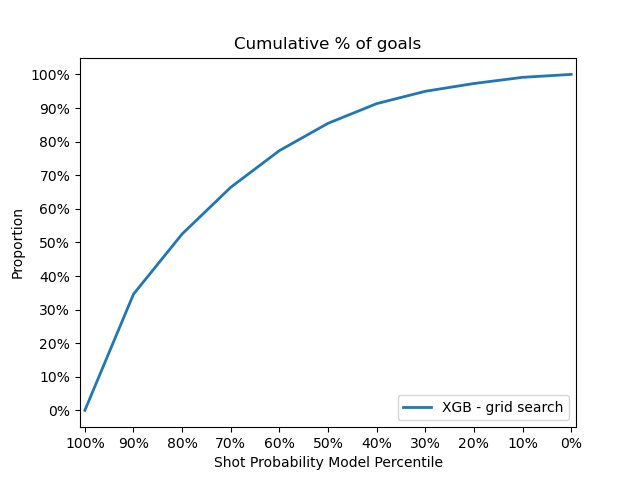 Cumulative % of goals
Proportion
100%
90%
80%
70%
60%
50%
40%
30%
20%
10%
0%
XGB - grid search
100% 90% 80% 70% 60% 50% 40% 30% 20% 10% 0%
Shot Probability Model Percentile